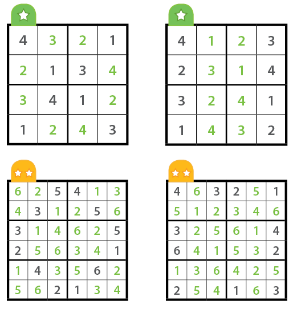 4 3 2 1
2 1 3 4
3 4 1 2
1 2 4 3
4 1 2 3
2 3 1 4
3 2 4 1
1 4 3 2
6 2 5 4 1 3
4 3 1 2 5 6
3 1 4 6 2 5
2 5 6 3 4 1
1 4 3 5 6 2
5 6 2 1 3 4
4 6 3 2 5 1
5 1 2 3 4 6
3 2 5 6 1 4
6 4 1 5 3 2
1 3 6 4 2 5
2 5 4 1 6 3